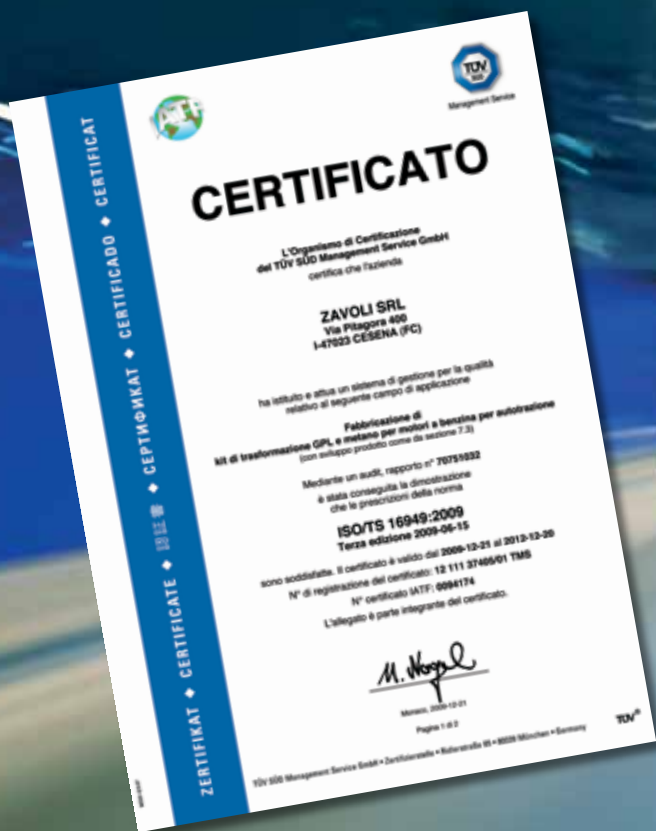 ZERTIFIKAT ◆ CERTIFICATE ◆ 認証書 ◆ СЕРТИФИКАТ ◆ CERTIFICADO ◆ CERTIFICAT
TÜV
SÜD
Management Service
CERTIFICATO
L'Organismo di Certificazione
del TÜV SÜD Management Service GmbH
certifica che l'azienda
ZAVOLI SRL
Via Pitagora 400
I-47023 CESENA (FC)
ha istituito e attua un sistema di gestione per la qualità
relativo al seguente campo di applicazione
Fabbricazione di
kit di trasformazione GPL e metano per motori a benzina per autotrazione
(con sviluppo prodotto come da sezione 7.3)
Mediante un audit, rapporto n° 70751032
è stata conseguita la dimostrazione
che le prescrizioni della norma
ISO/TS 16949:2009
Terza edizione 2009-06-15
sono soddisfatte. Il certificato è valido dal 2009-12-21 al 2012-12-20
N° di registrazione del certificato: 12 111 37405/01 TMS
N° certificato IATF: 0094174
L'allegato è parte integrante del certificato.
M. Wegel
Monaco, 2009-12-21
Pagina 1 di 2
TÜV SÜD Management Service GmbH • Zertifizierstelle • Ridlerstraße 65 • 80339 München • Germany
TÜV®